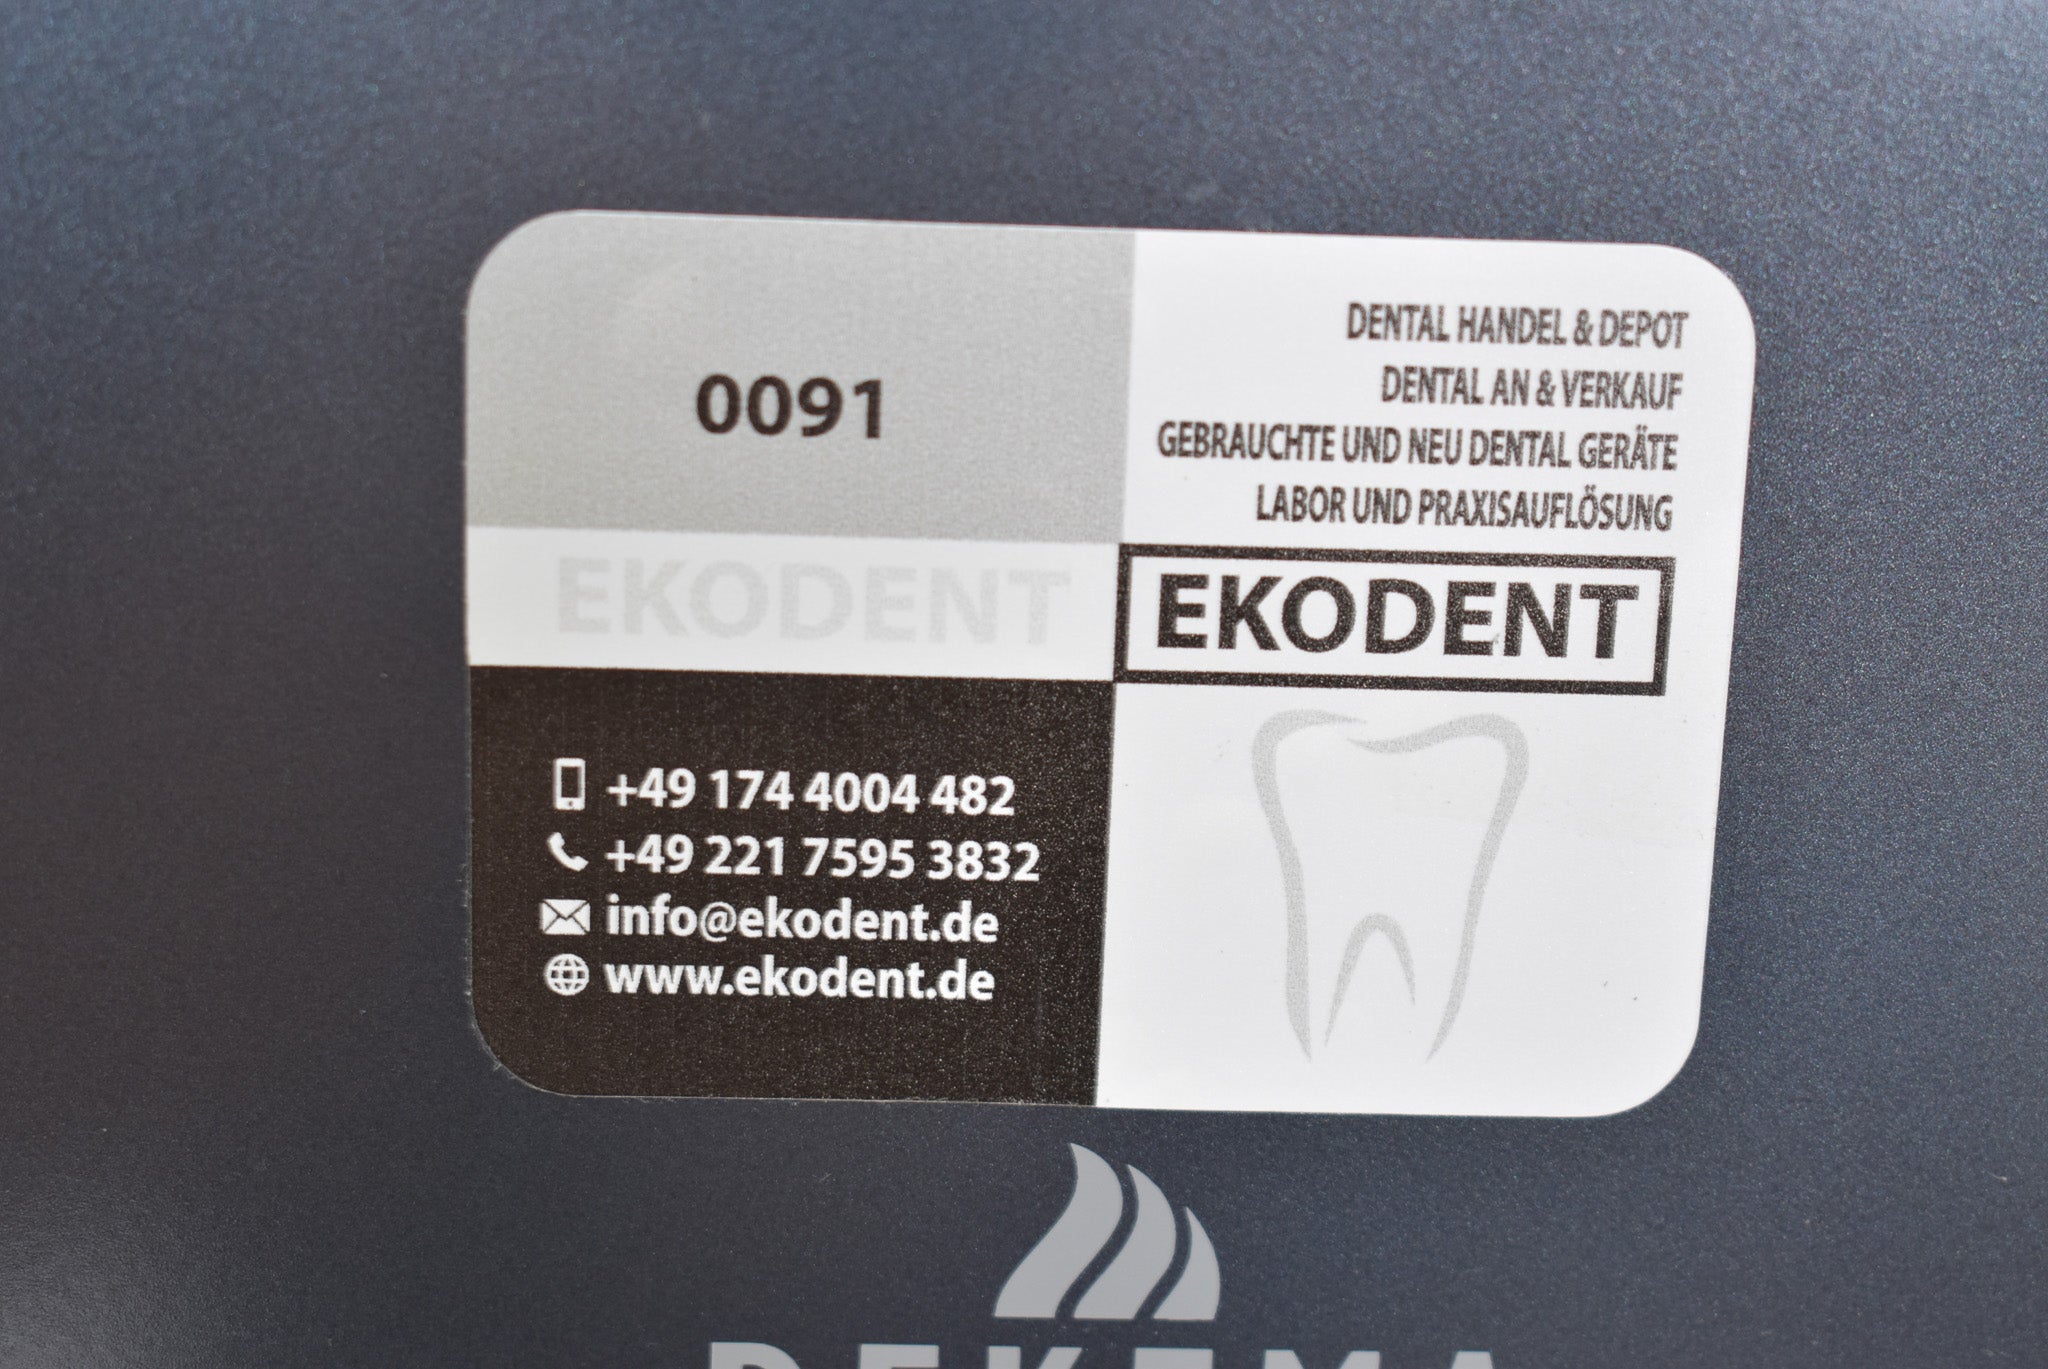 0091
DENTAL HANDEL & DEPOT
DENTAL AN & VERKAUF
GEBRAUCHTE UND NEU DENTAL GERÄTE
LABOR UND PRAXISAUFLÖSUNG
EKODENT
EKODENT
+49 174 4004 482
+49 221 7595 3832
info@ekodent.de
www.ekodent.de
DEKEMA